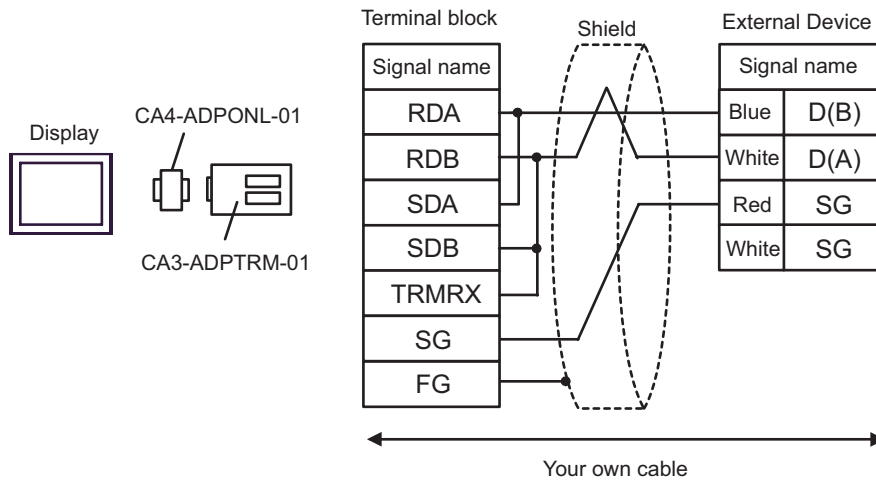 Display
CA4-ADPONL-01
CA3-ADPTRM-01
Terminal block
Signal name
RDA
RDB
SDA
SDB
TRMRX
SG
FG
Shield
External Device
Signal name
Blue D(B)
White D(A)
Red SG
White SG
Your own cable